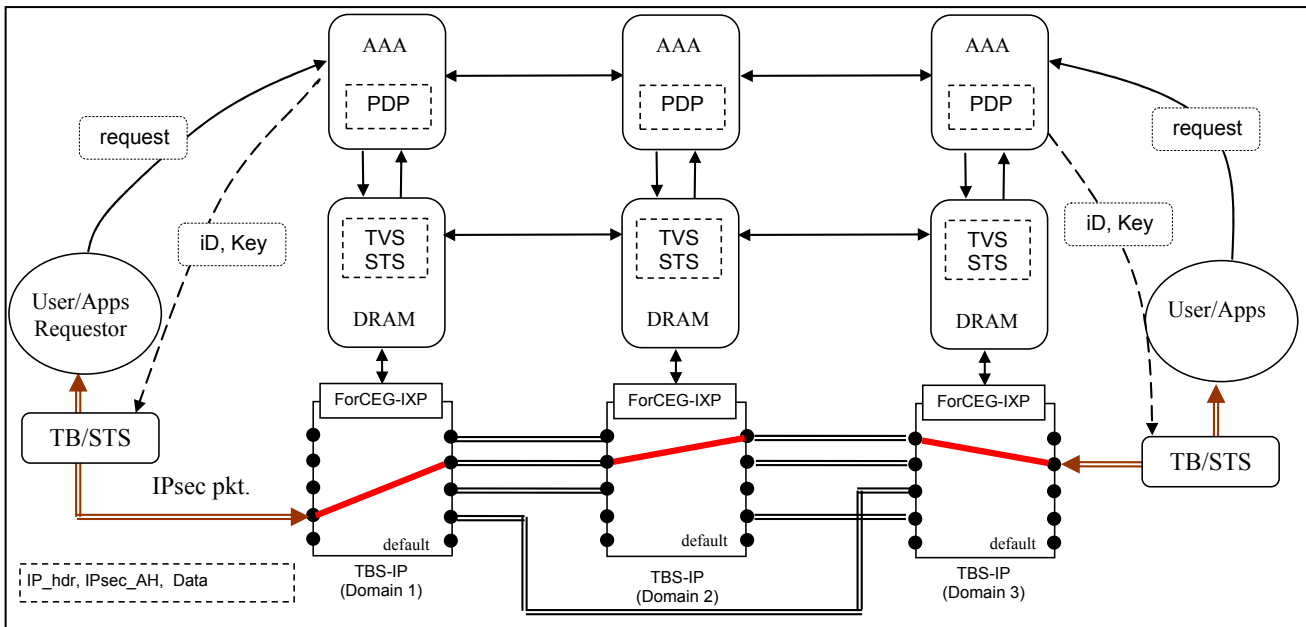 AAA
AAA
AAA
PDP
PDP
PDP
request
request
iD, Key
iD, Key
TVS
STS
TVS
STS
TVS
STS
User/Apps
Requestor
User/Apps
DRAM
DRAM
DRAM
ForCEG-IXP
ForCEG-IXP
ForCEG-IXP
TB/STS
TB/STS
IPsec pkt.
default
default
default
TBS-IP
(Domain 1)
TBS-IP
(Domain 2)
TBS-IP
(Domain 3)
IP_hdr, IPsec_AH, Data